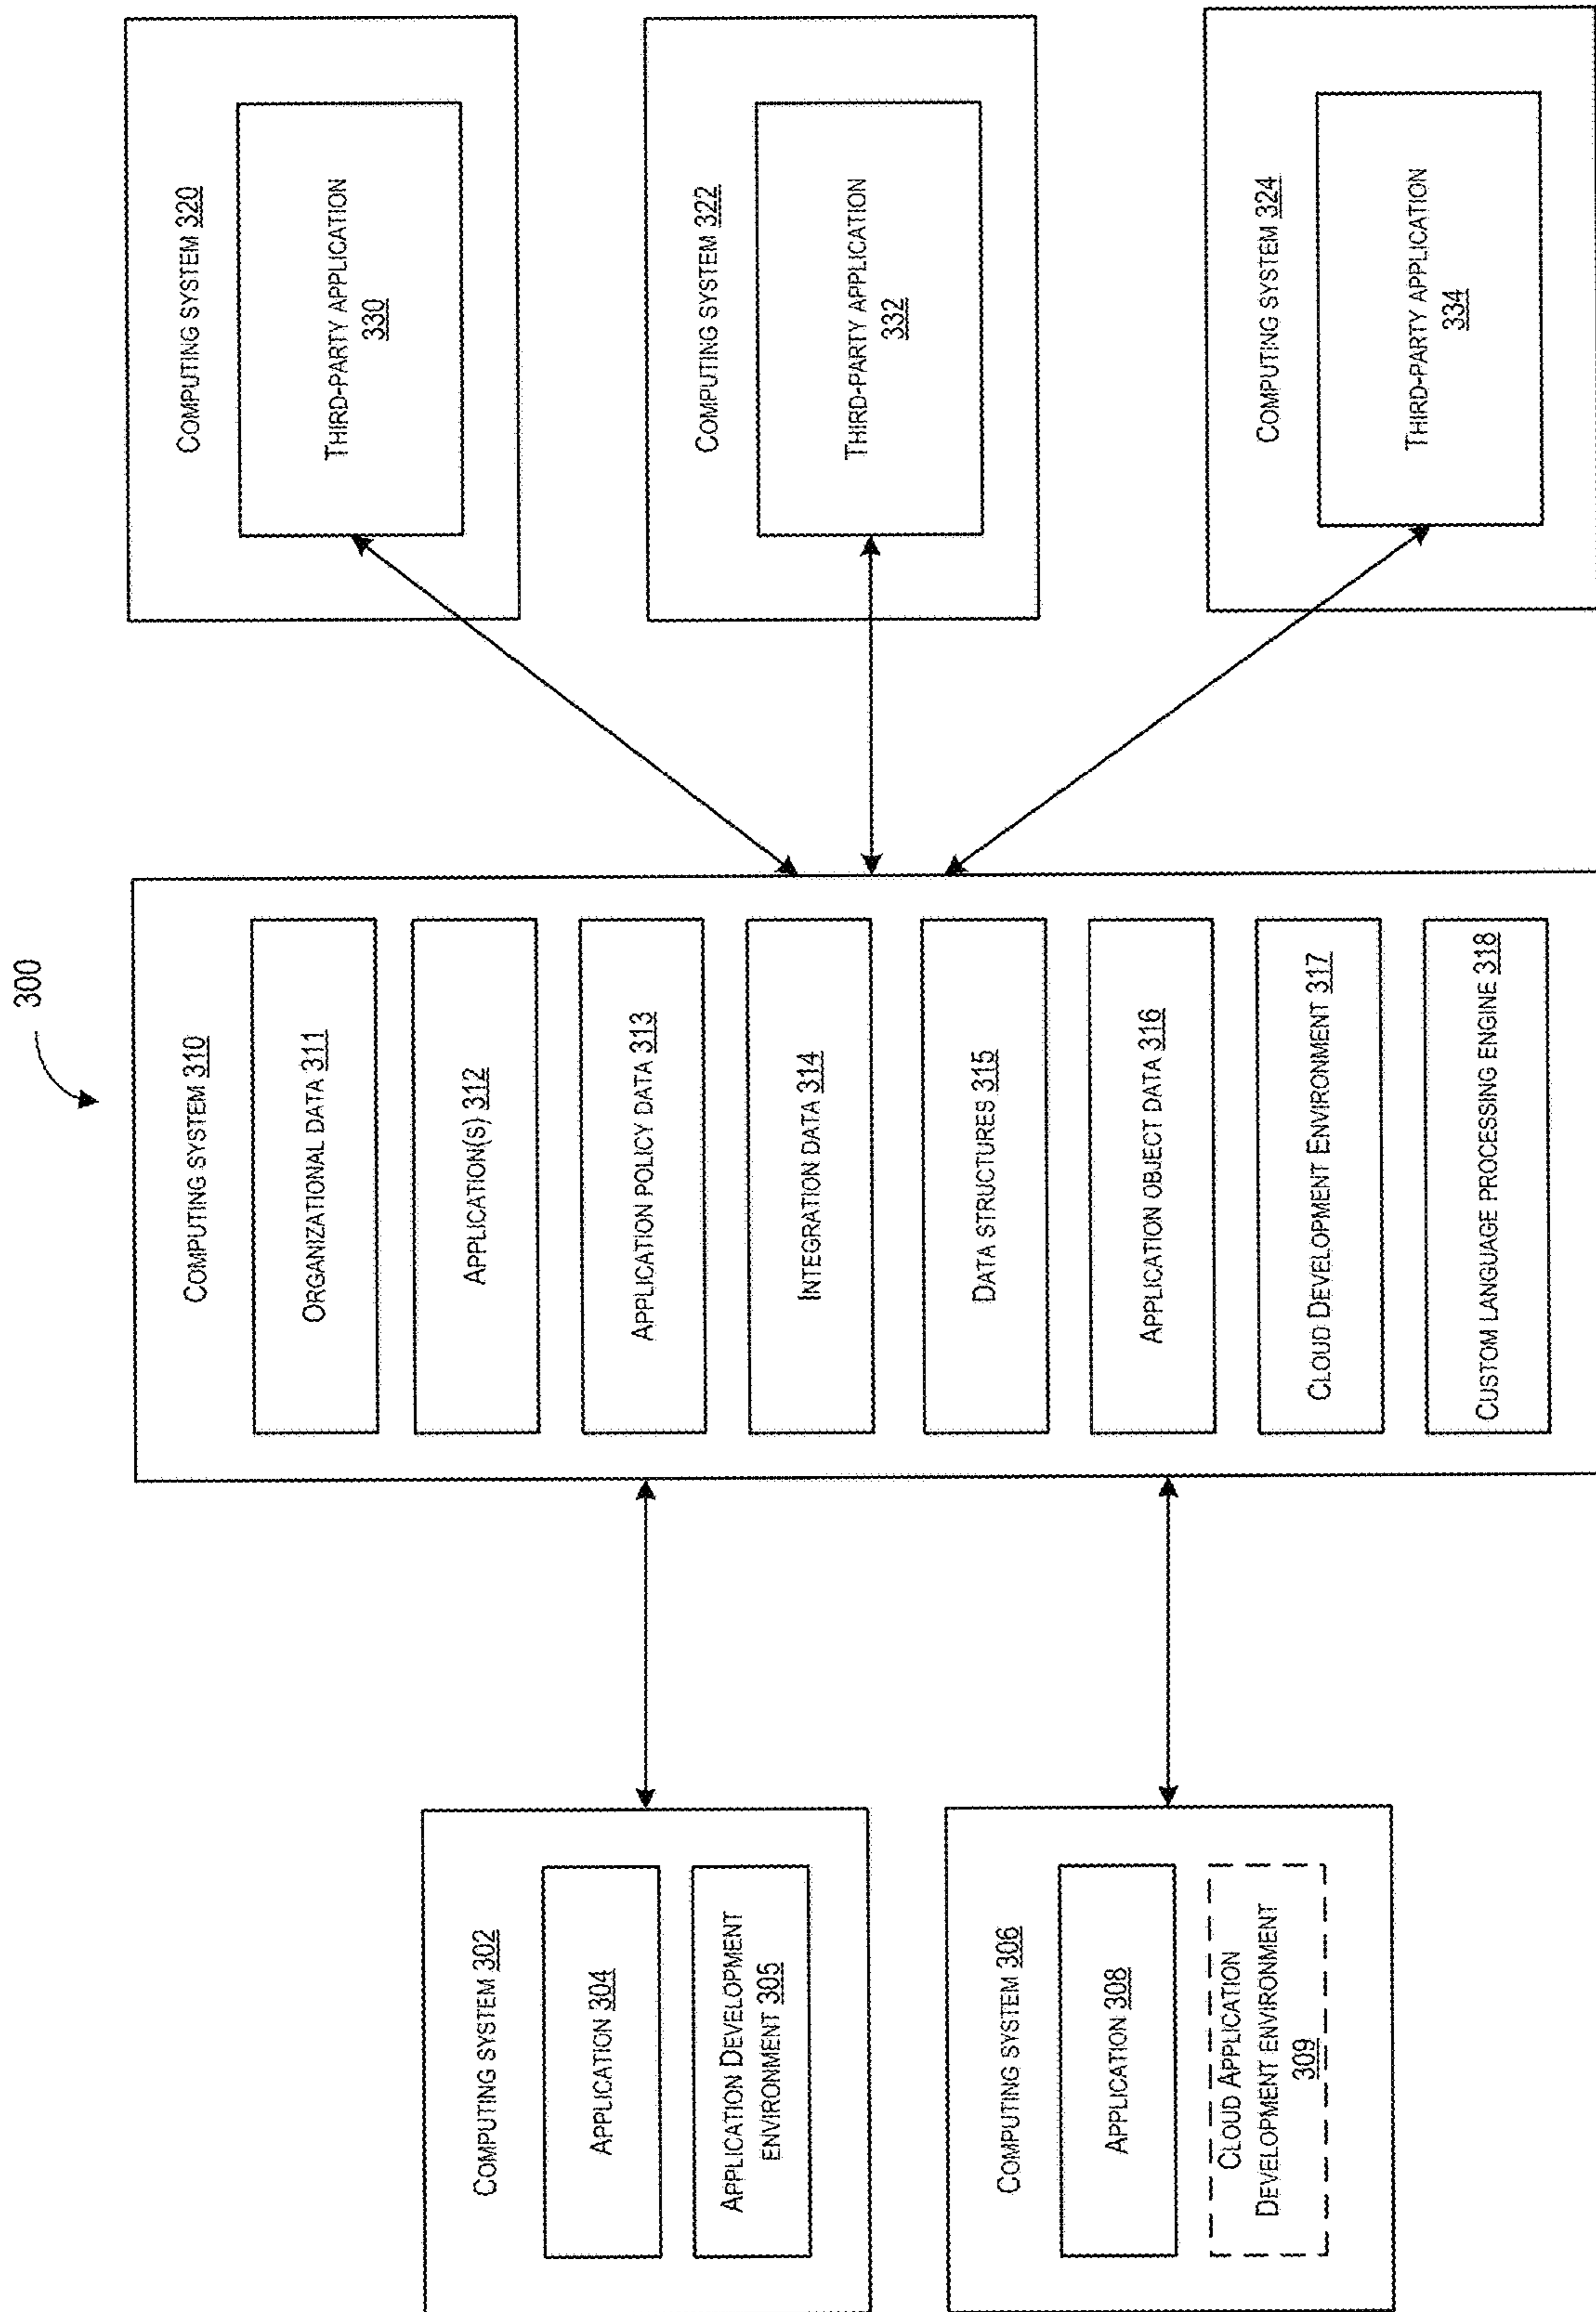 300
COMPUTING SYSTEM 302
APPLICATION 304
APPLICATION DEVELOPMENT
ENVIRONMENT 305
COMPUTING SYSTEM 306
APPLICATION 308
CLOUD APPLICATION
DEVELOPMENT ENVIRONMENT
309
COMPUTING SYSTEM 310
ORGANIZATIONAL DATA 311
APPLICATION(S) 312
APPLICATION POLICY DATA 313
INTEGRATION DATA 314
DATA STRUCTURES 315
APPLICATION OBJECT DATA 316
CLOUD DEVELOPMENT ENVIRONMENT 317
CUSTOM LANGUAGE PROCESSING ENGINE 318
COMPUTING SYSTEM 320
THIRD-PARTY APPLICATION
330
COMPUTING SYSTEM 322
THIRD-PARTY APPLICATION
332
COMPUTING SYSTEM 324
THIRD-PARTY APPLICATION
334